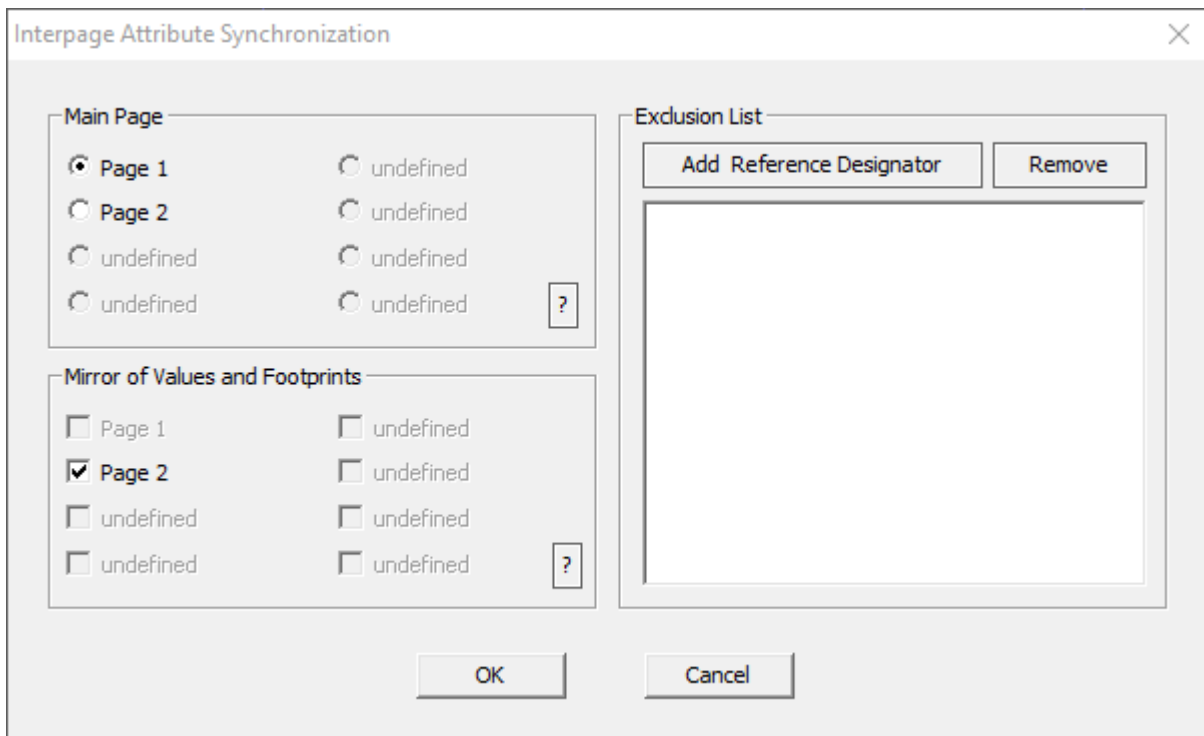 Interpage Attribute Synchronization
Main Page
Page 1 undefined
Page 2 undefined
undefined undefined
undefined undefined
?
Mirror of Values and Footprints
Page 1 undefined
Page 2 undefined
undefined undefined
undefined undefined
?
Exclusion List
Add Reference Designator Remove
OK Cancel